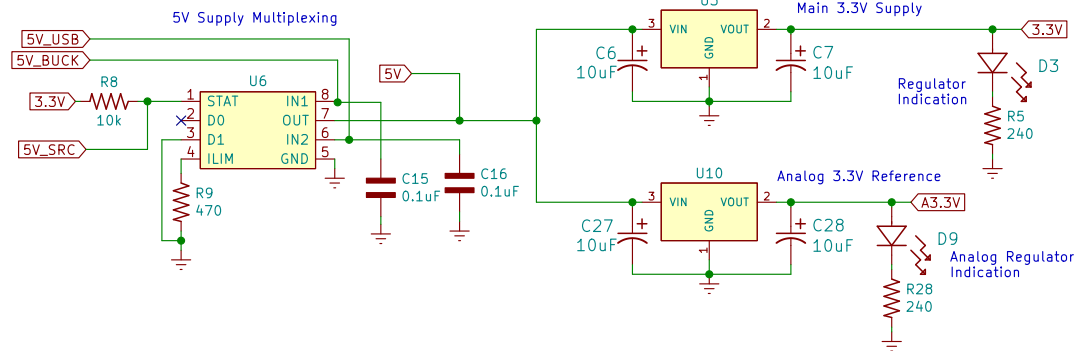 5V Supply Multiplexing
5V_USB
5V_BUCK
5V
R8
10k
3.3V
5V_SRC
U6
1 STAT IN1 8
2 D0 OUT 7
3 D1 IN2 6
4 ILIM GND 5
R9
470
C15
0.1uF
C16
0.1uF
Main 3.3V Supply
3 VIN VOUT 2
GND
1
C6
10uF
C7
10uF
3.3V
D3
Regulator
Indication
R5
240
U10
Analog 3.3V Reference
3 VIN VOUT 2
GND
1
C27
10uF
C28
10uF
A3.3V
D9
Analog Regulator
Indication
R28
240